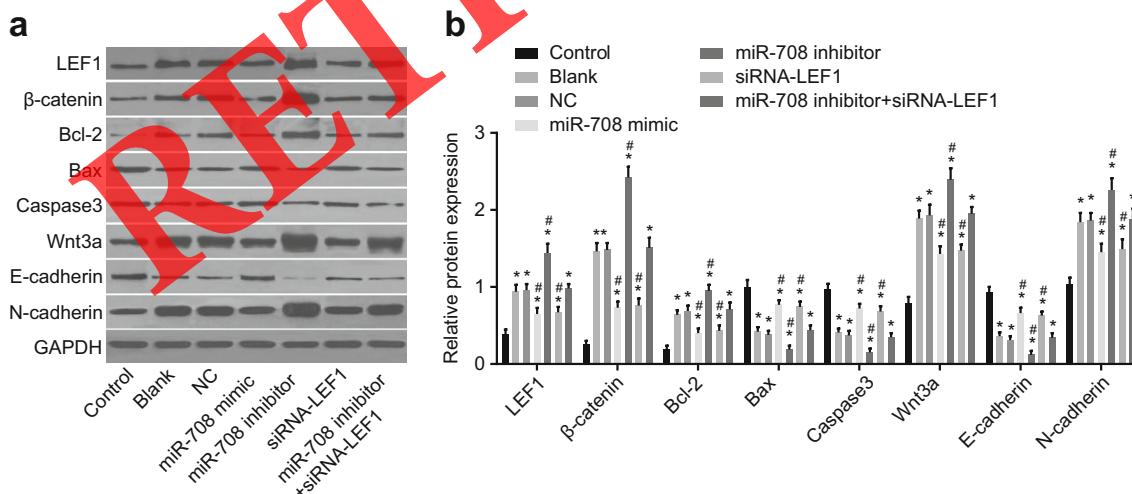 a
LEF1
β-catenin
Bcl-2
Bax
Caspase3
Wnt3a
E-cadherin
N-cadherin
GAPDH
Control
Blank
NC
miR-708 mimic
miR-708 inhibitor
siRNA-LEF1
miR-708 inhibitor
+siRNA-LEF1
b
Control
Blank
NC
miR-708 mimic
miR-708 inhibitor
siRNA-LEF1
miR-708 inhibitor+siRNA-LEF1
Relative protein expression
3
2
1
0
LEF1
β-catenin
Bcl-2
Bax
Caspase3
Wnt3a
E-cadherin
N-cadherin
RET